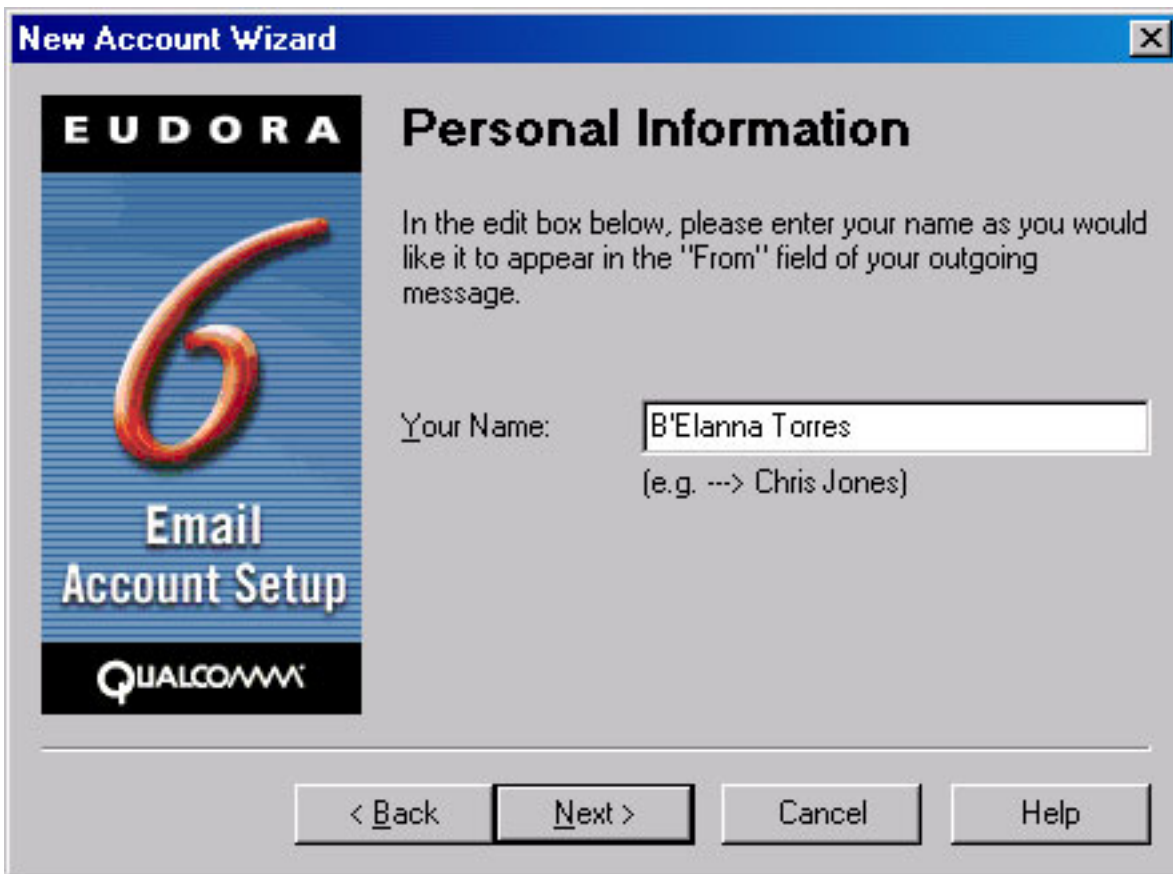 New Account Wizard
EUDORA
6
Email
Account Setup
QUALCOMM
Personal Information
In the edit box below, please enter your name as you would
like it to appear in the "From" field of your outgoing
message.
Your Name: B'Elanna Torres
(e.g. ---> Chris Jones)
< Back Next > Cancel Help